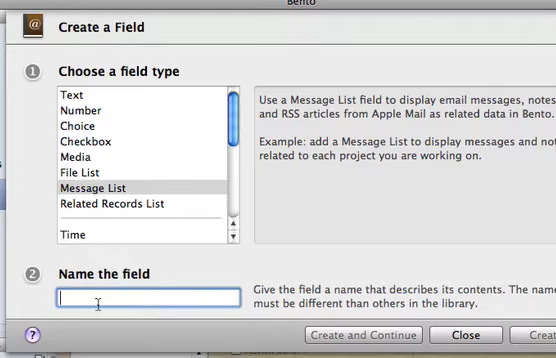 Bento
Create a Field
1
Choose a field type
Text
Number
Choice
Checkbox
Media
File List
Message List
Related Records List
Time
Use a Message List field to display email messages, notes
and RSS articles from Apple Mail as related data in Bento.
Example: add a Message List to display messages and not
related to each project you are working on.
2
Name the field
Give the field a name that describes its contents. The name
must be different than others in the library.
?
Create and Continue
Close
Creat